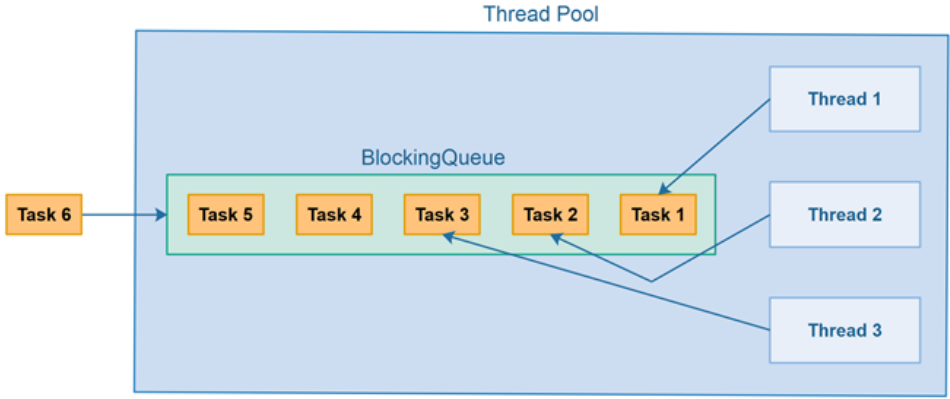 Thread Pool
Thread 1
BlockingQueue
Task 6
Task 5
Task 4
Task 3
Task 2
Task 1
Thread 2
Thread 3